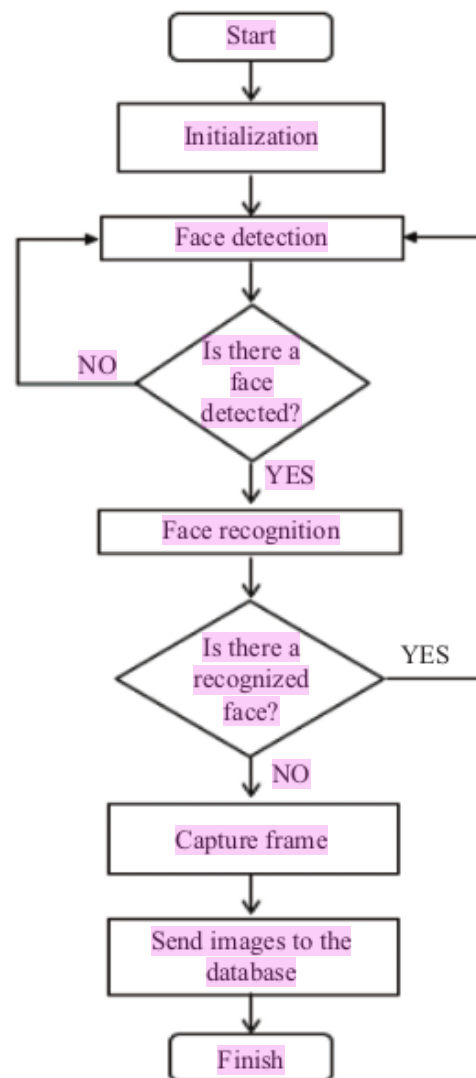 Start
Initialization
Face detection
Is there a
face
detected?
NO
YES
Face recognition
Is there a
recognized
face?
YES
NO
Capture frame
Send images to the
database
Finish